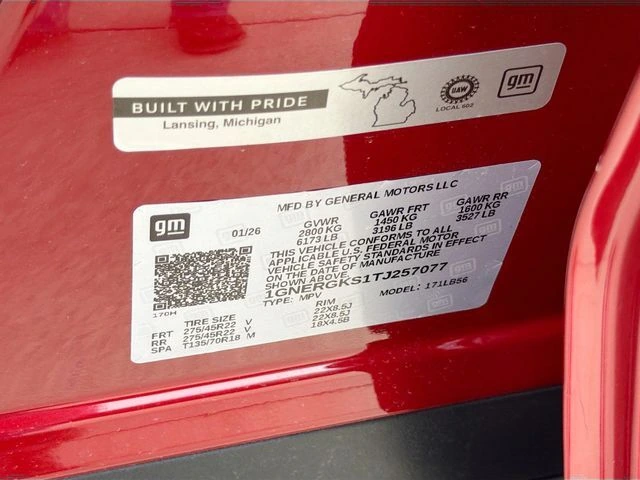 BUILT WITH PRIDE
Lansing, Michigan
UAW
LOCAL 602
gm
gm
MFD BY GENERAL MOTORS LLC
01/26
GVWR GAWR FRT GAWR RR
2800 KG 1450 KG 1600 KG
6173 LB 3196 LB 3527 LB
THIS VEHICLE CONFORMS TO ALL
APPLICABLE U.S. FEDERAL MOTOR
VEHICLE SAFETY STANDARDS IN EFFECT
ON THE DATE OF MANUFACTURE
SHOWN ABOVE.
1GNERGKS1TJ257077
TYPE: MPV MODEL: 171LB56
170H
TIRE SIZE RIM
FRT 275/45R22 V 22X8.5J
RR 275/45R22 V 22X8.5J
SPA T135/70R18 M 18X4.5B